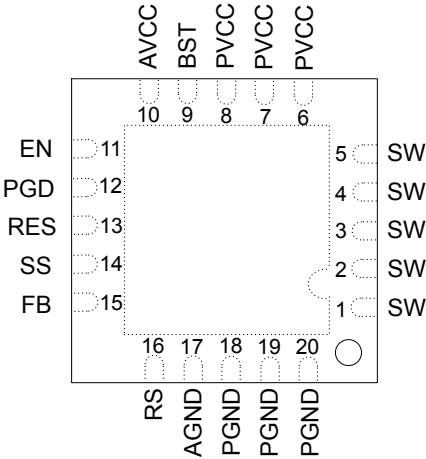 AVCC BST PVCC PVCC PVCC
10 9 8 7 6
EN 11 5 SW
PGD 12 4 SW
RES 13 3 SW
SS 14 2 SW
FB 15 1 SW
16 17 18 19 20
RS AGND PGND PGND PGND